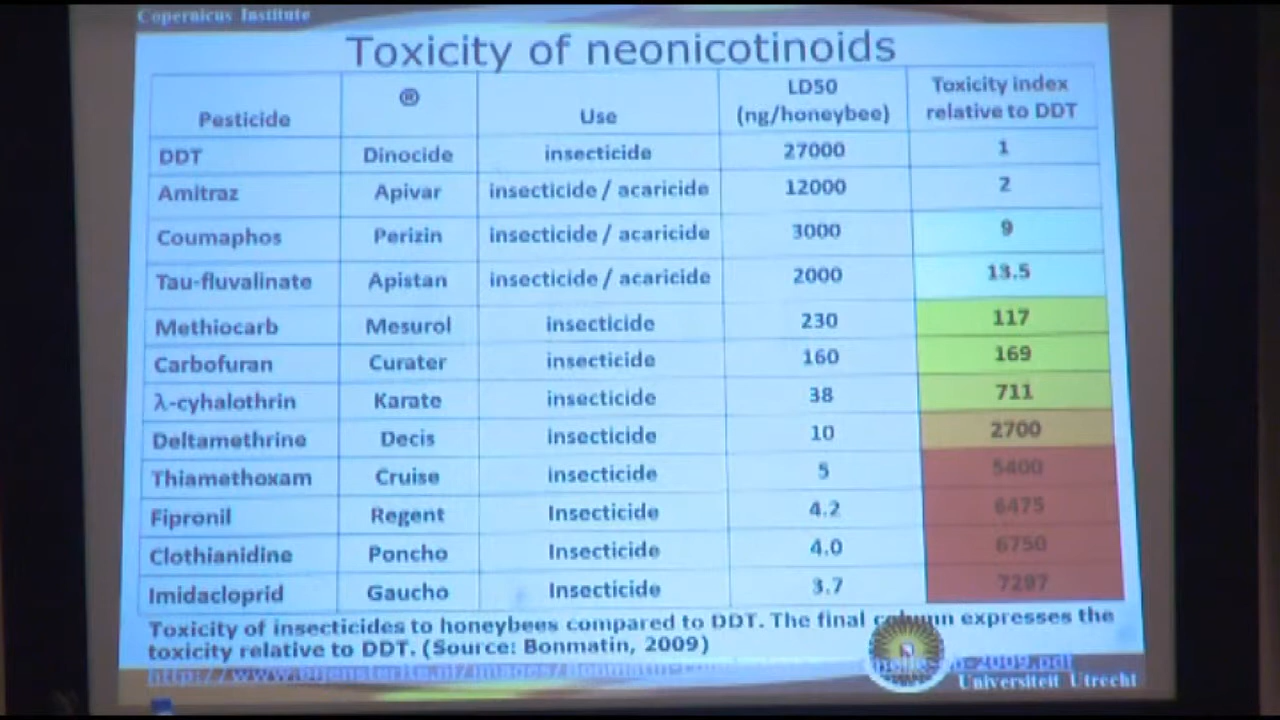 Copernicus Institute
Toxicity of neonicotinoids
Pesticide ® Use LD50 (ng/honeybee) Toxicity index relative to DDT
DDT Dinocide insecticide 27000 1
Amitraz Apivar insecticide / acaricide 12000 2
Coumaphos Perizin insecticide / acaricide 3000 9
Tau-fluvalinate Apistan insecticide / acaricide 2000 13.5
Methiocarb Mesurol insecticide 230 117
Carbofuran Curater insecticide 160 169
λ-cyhalothrin Karate insecticide 38 711
Deltamethrine Decis insecticide 10 2700
Thiamethoxam Cruise insecticide 5 5400
Fipronil Regent Insecticide 4.2 6475
Clothianidine Poncho Insecticide 4.0 6750
Imidacloprid Gaucho Insecticide 3.7 7297
Toxicity of insecticides to honeybees compared to DDT. The final column expresses the
toxicity relative to DDT. (Source: Bonmatin, 2009)
Universiteit Utrecht